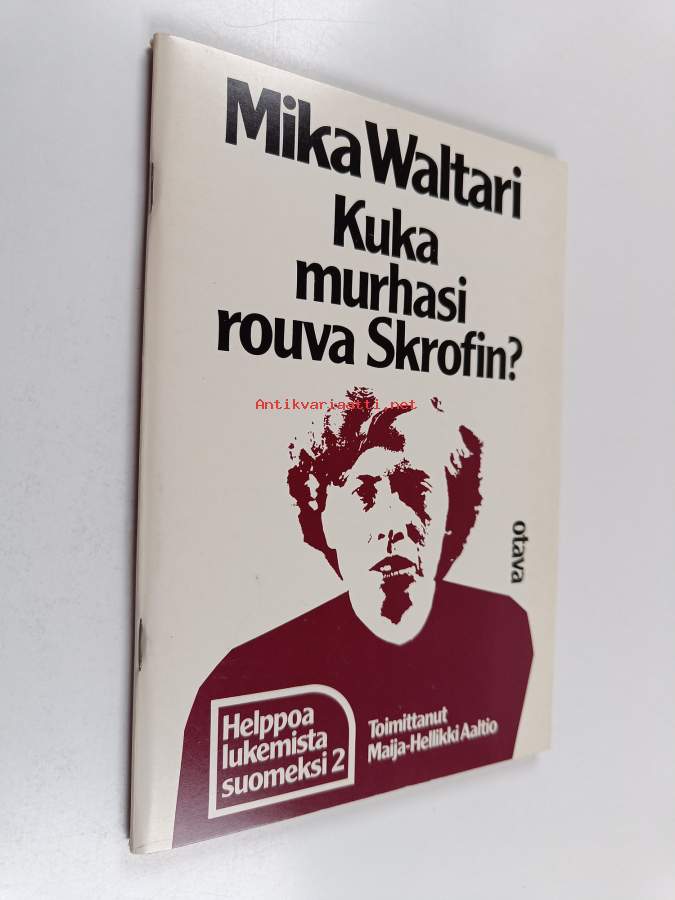 Mika Waltari
Kuka
murhasi
rouva Skrofin?
Antikvariaatti.net
otava
Helppoa
lukemista
suomeksi 2
Toimittanut
Maija-Hellikki Aaltio